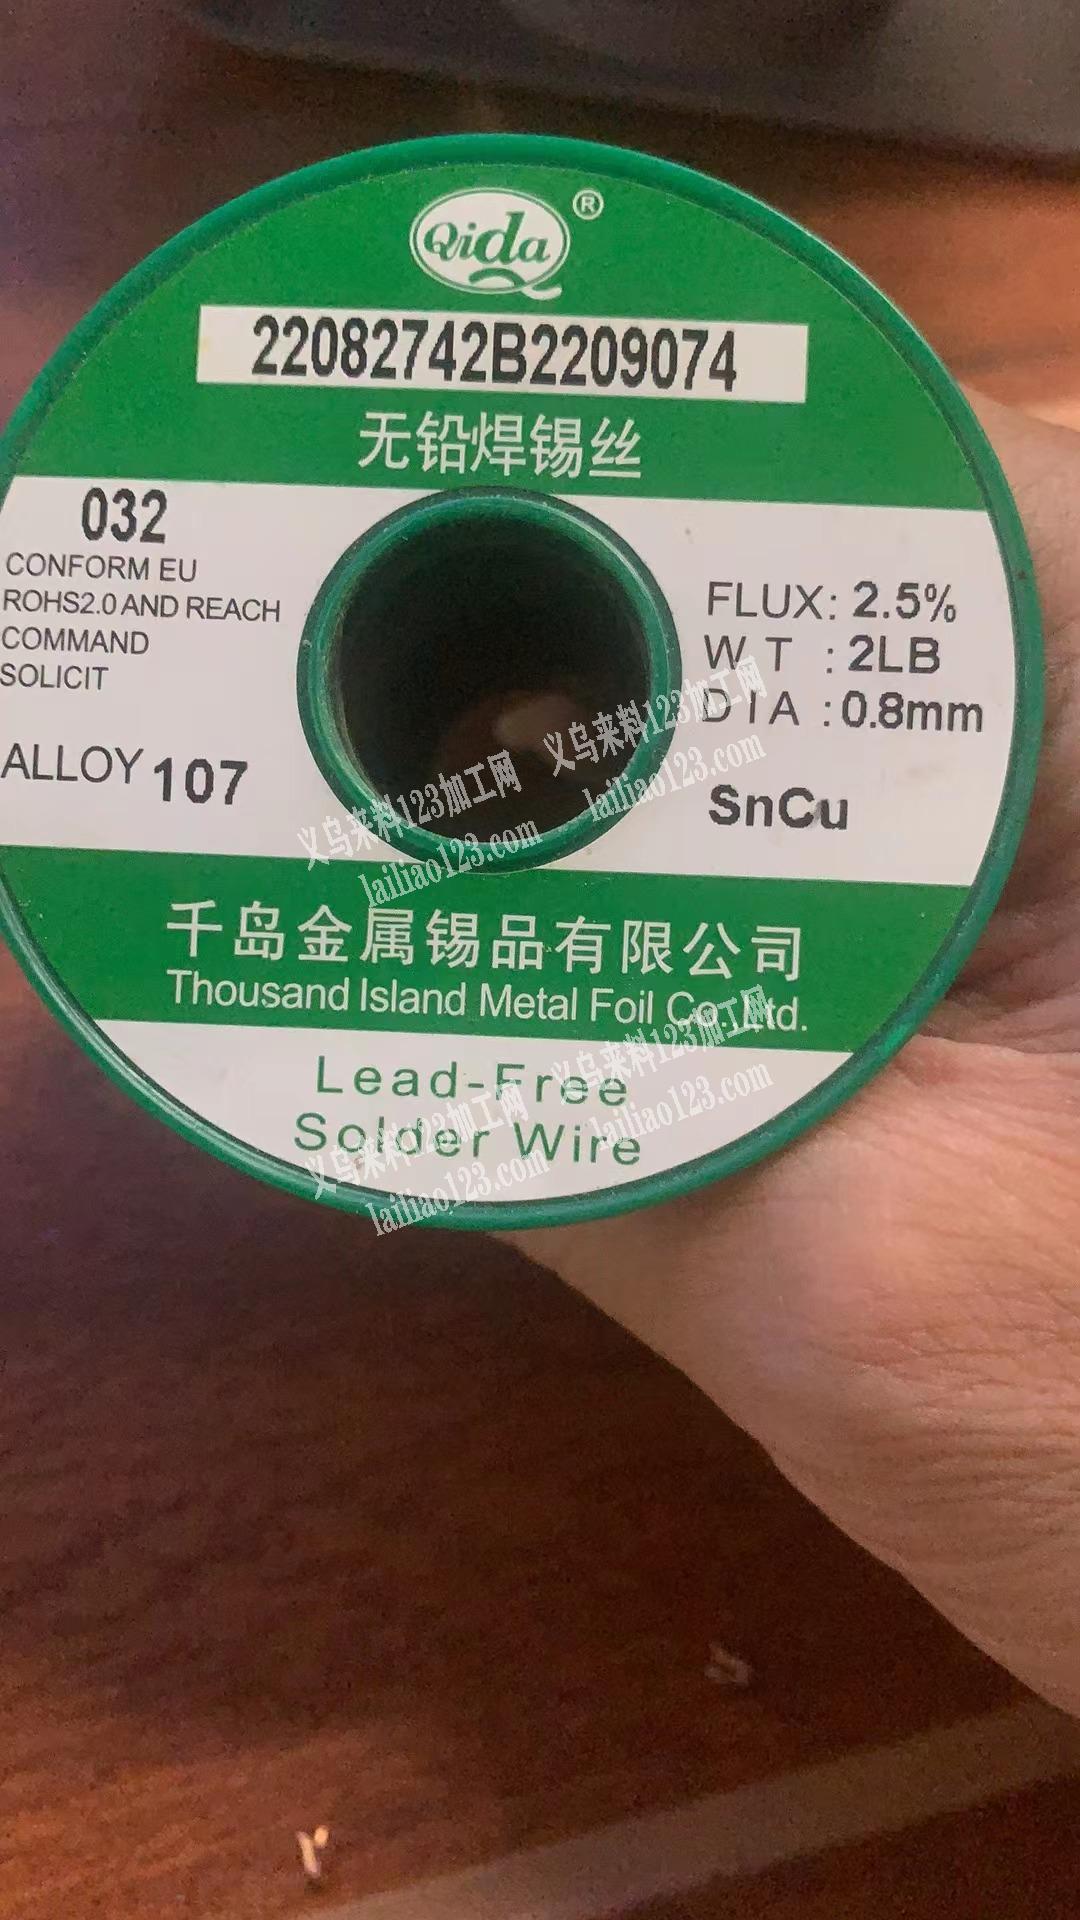 Qida ®
22082742B2209074
无铅焊锡丝
032
CONFORM EU
ROHS2.0 AND REACH
COMMAND
SOLICIT
ALLOY 107
FLUX: 2.5%
WT : 2LB
DIA : 0.8mm
SnCu
义乌来料123加工网
lailiao123.com
义乌来料123加工网
lailiao123.com
千岛金属锡品有限公司
Thousand Island Metal Foil Co.,Ltd.
Lead-Free
Solder Wire
义乌来料123加工网
lailiao123.com
义乌来料123加工网
lailiao123.com